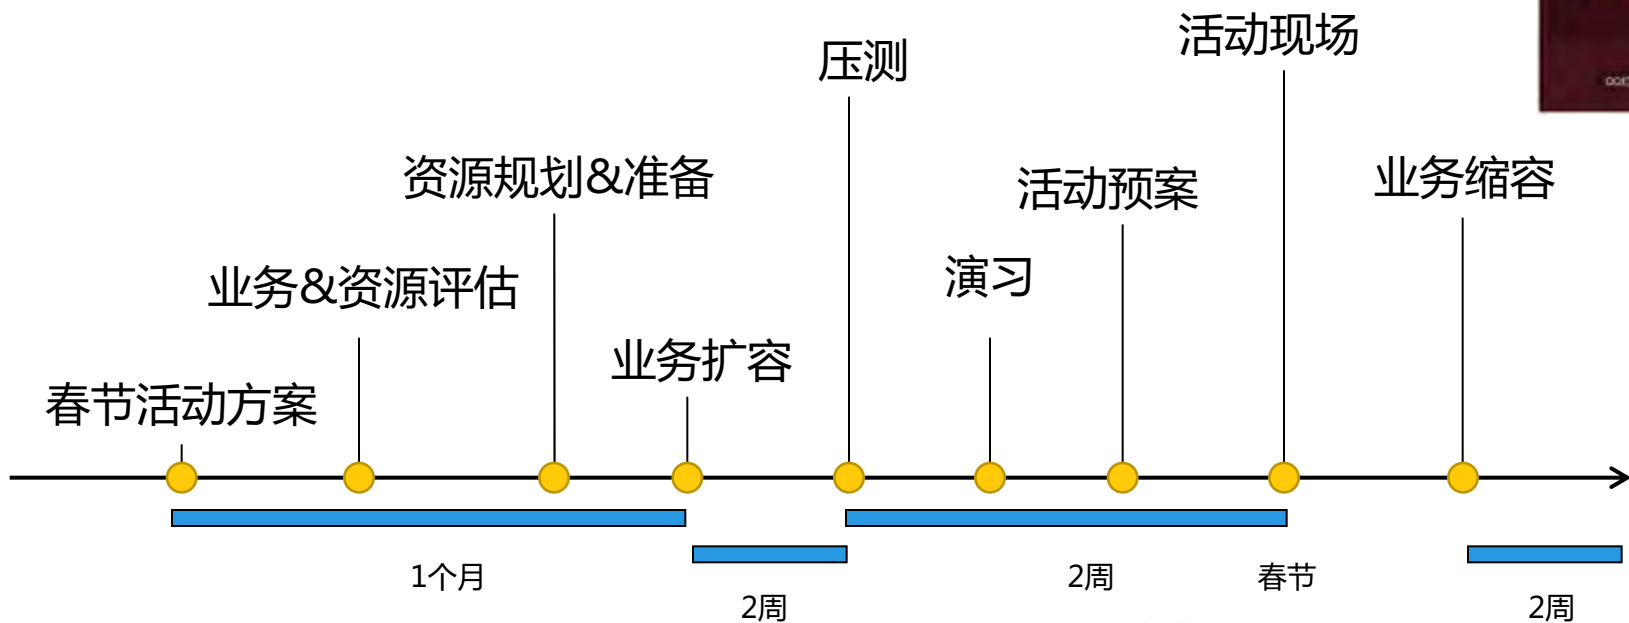 活动现场
压测
资源规划&准备
活动预案
业务缩容
业务&资源评估
演习
业务扩容
春节活动方案
1个月
2周
春节
2周
2周